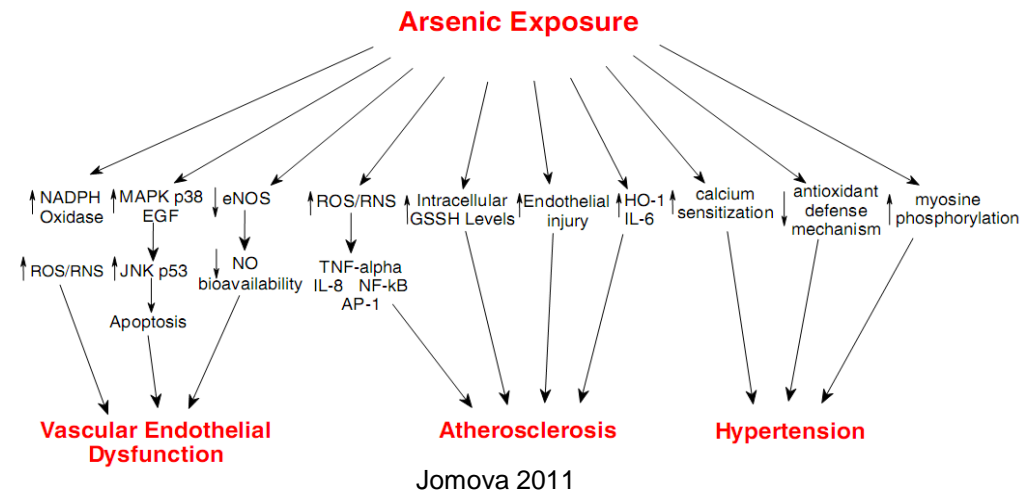 Arsenic Exposure
NADPH
Oxidase
MAPK p38
EGF
eNOS
ROS/RNS
Intracellular
GSSH Levels
Endothelial
injury
HO-1
IL-6
calcium
sensitization
antioxidant
defense
mechanism
myosine
phosphorylation
ROS/RNS
JNK p53
NO
bioavailability
TNF-alpha
IL-8 NF-kB
AP-1
Apoptosis
Vascular Endothelial
Dysfunction
Atherosclerosis
Hypertension
Jomova 2011